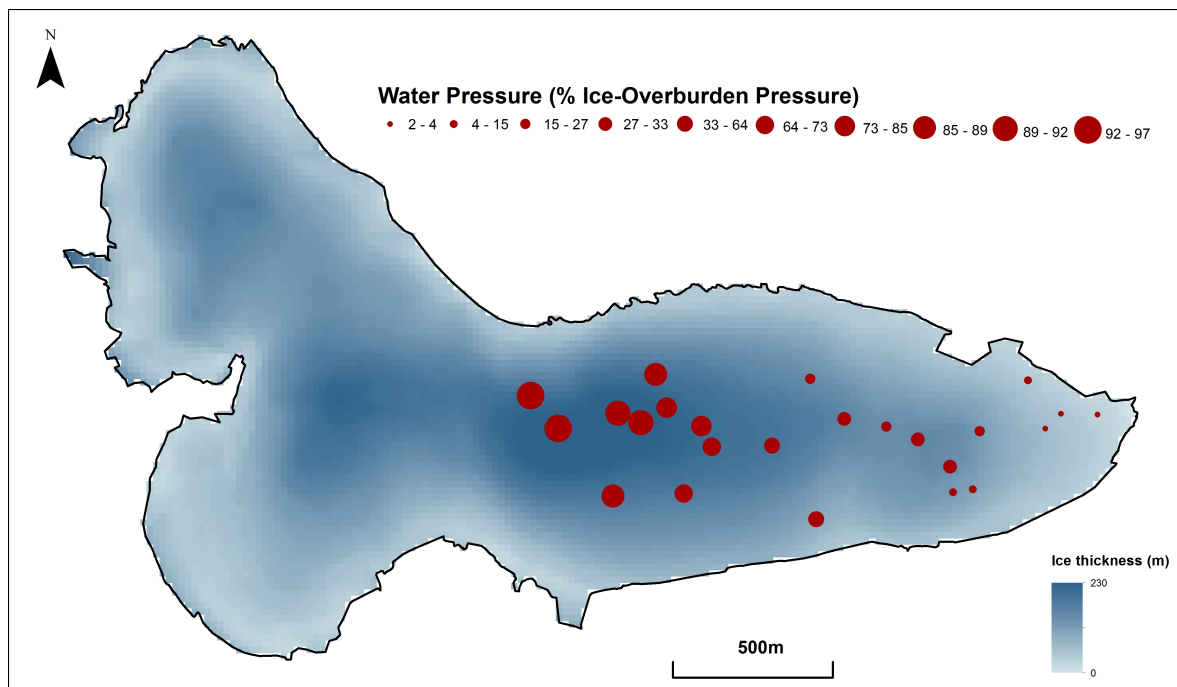 N
Water Pressure (% Ice-Overburden Pressure)
2 - 4 4 - 15 15 - 27 27 - 33 33 - 64 64 - 73 73 - 85 85 - 89 89 - 92 92 - 97
Ice thickness (m)
230
0
500m